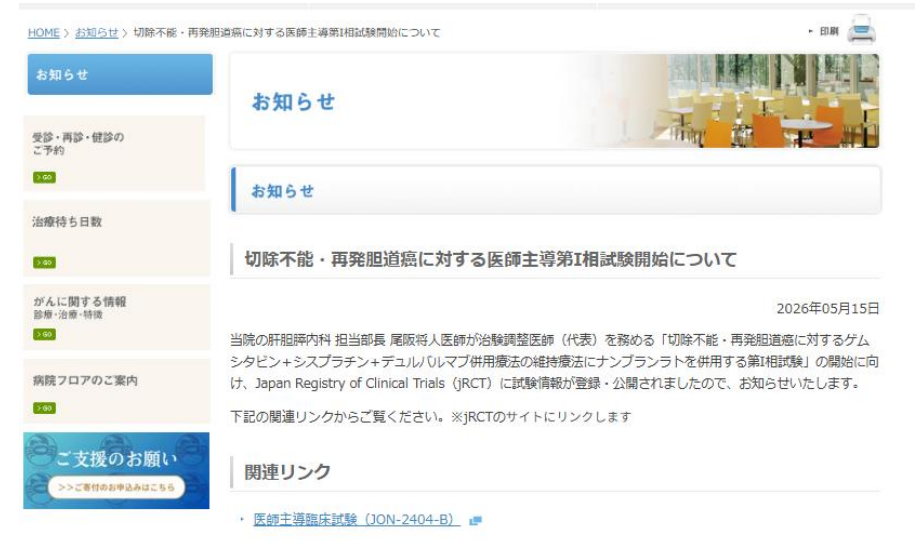 HOME > お知らせ > 切除不能・再発胆道癌に対する医師主導第I相試験開始について
印刷
お知らせ
お知らせ
受診・再診・健診の
ご予約
> GO
お知らせ
治療待ち日数
> GO
切除不能・再発胆道癌に対する医師主導第I相試験開始について
がんに関する情報
診療・治療・特徴
> GO
2026年05月15日
当院の肝胆膵内科 担当部長 尾阪将人医師が治験調整医師（代表）を務める「切除不能・再発胆道癌に対するゲム
シタビン＋シスプラチン＋デュルバルマブ併用療法の維持療法にナンブランラトを併用する第I相試験」の開始に向
け、Japan Registry of Clinical Trials（jRCT）に試験情報が登録・公開されましたので、お知らせいたします。
病院フロアのご案内
> GO
下記の関連リンクからご覧ください。※jRCTのサイトにリンクします
ご支援のお願い
>>ご寄付のお申込みはこちら
関連リンク
医師主導臨床試験（JON-2404-B）